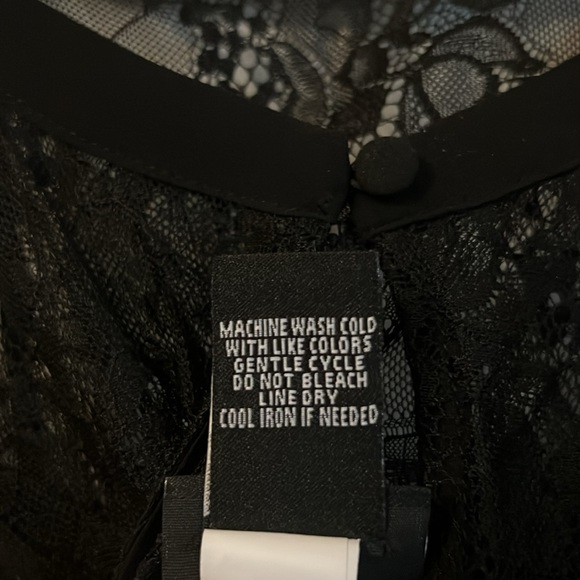 MACHINE WASH COLD
WITH LIKE COLORS
GENTLE CYCLE
DO NOT BLEACH
LINE DRY
COOL IRON IF NEEDED